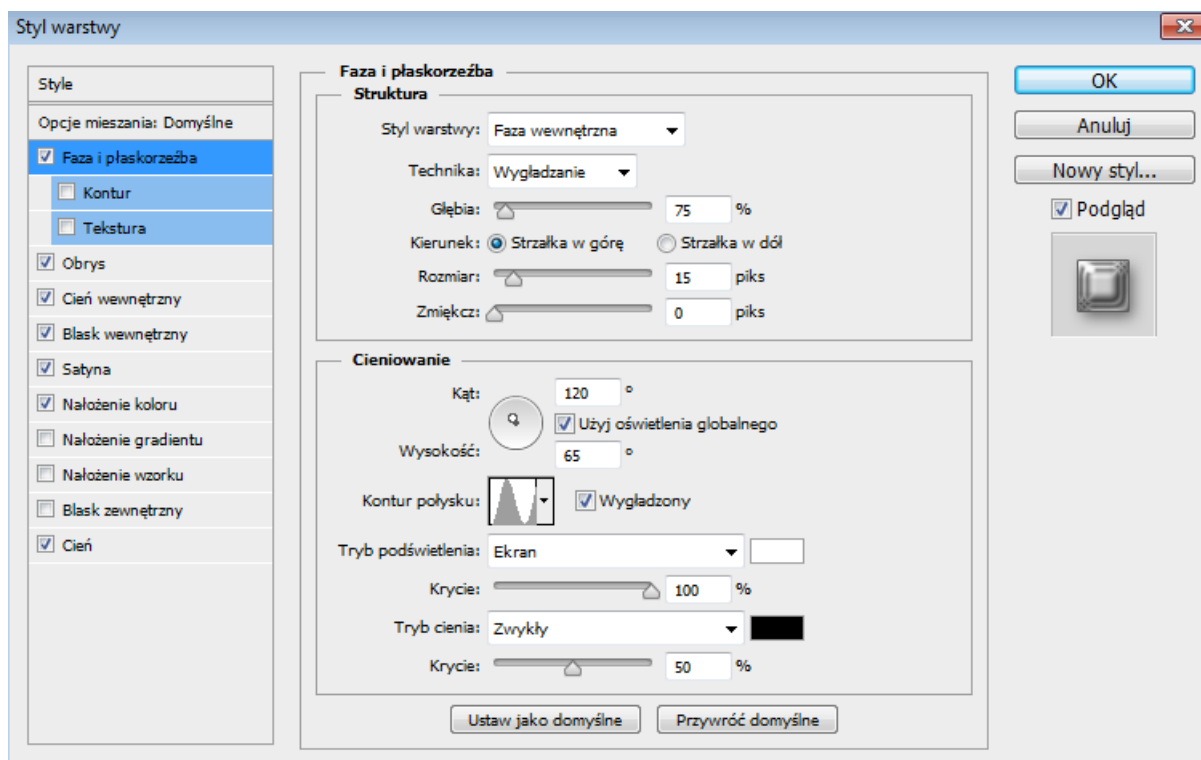 Styl warstwy
Style
Opcje mieszania: Domyślne
Faza i płaskorzeźba
Kontur
Tekstura
Obrys
Cień wewnętrzny
Blask wewnętrzny
Satyna
Nałożenie koloru
Nałożenie gradientu
Nałożenie wzorku
Blask zewnętrzny
Cień
Faza i płaskorzeźba
Struktura
Styl warstwy: Faza wewnętrzna
Technika: Wygładzanie
Głębia: 75 %
Kierunek: Strzałka w górę Strzałka w dół
Rozmiar: 15 piks
Zmiękcz: 0 piks
Cieniowanie
Kąt: 120 °
Użyj oświetlenia globalnego
Wysokość: 65 °
Kontur połysku: Wygładzony
Tryb podświetlenia: Ekran
Krycie: 100 %
Tryb cienia: Zwykły
Krycie: 50 %
Ustaw jako domyślne Przywróć domyślne
OK
Anuluj
Nowy styl...
Podgląd